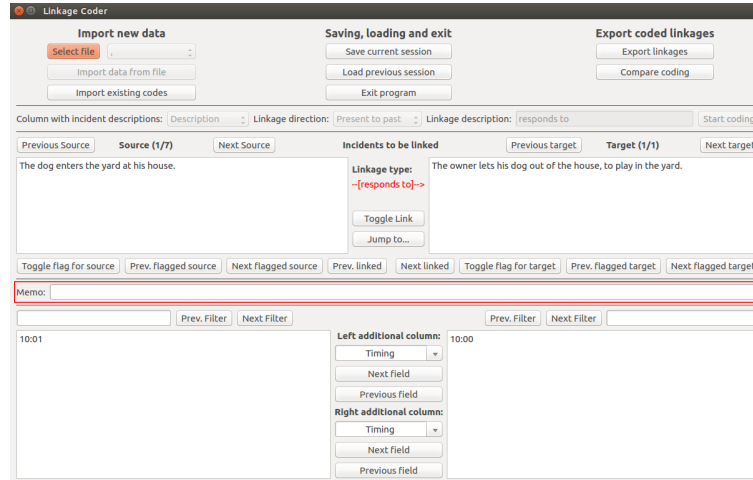 Linkage Coder
Import new data Saving, loading and exit Export coded linkages
Select file , Save current session Export linkages
Import data from file Load previous session Compare coding
Import existing codes Exit program
Column with incident descriptions: Description Linkage direction: Present to past Linkage description: responds to Start coding
Previous Source Source (1/7) Next Source Incidents to be linked Previous target Target (1/1) Next target
The dog enters the yard at his house. Linkage type: The owner lets his dog out of the house, to play in the yard.
--[responds to]-->
Toggle Link
Jump to...
Toggle flag for source Prev. flagged source Next flagged source Prev. linked Next linked Toggle flag for target Prev. flagged target Next flagged target
Memo:
Prev. Filter Next Filter Prev. Filter Next Filter
10:01 Left additional column: 10:00
Timing
Next field
Previous field
Right additional column:
Timing
Next field
Previous field